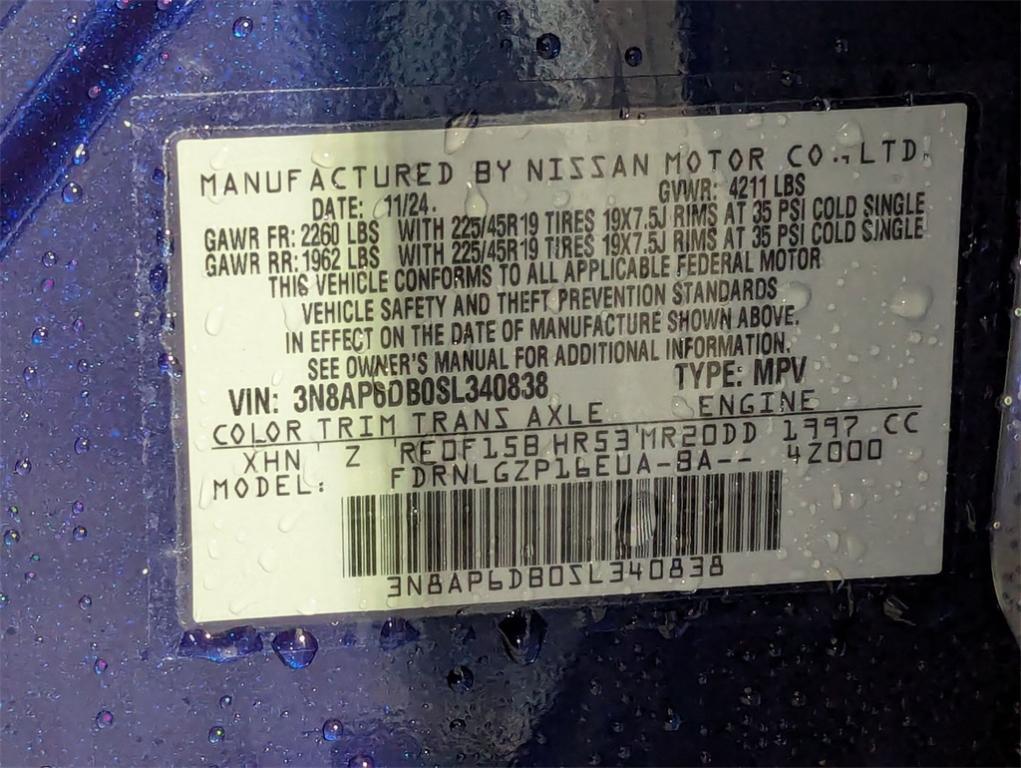 MANUFACTURED BY NISSAN MOTOR CO.,LTD.
DATE: 11/24. GVWR: 4211 LBS
GAWR FR: 2260 LBS WITH 225/45R19 TIRES 19X7.5J RIMS AT 35 PSI COLD SINGLE
GAWR RR: 1962 LBS WITH 225/45R19 TIRES 19X7.5J RIMS AT 35 PSI COLD SINGLE
THIS VEHICLE CONFORMS TO ALL APPLICABLE FEDERAL MOTOR
VEHICLE SAFETY AND THEFT PREVENTION STANDARDS
IN EFFECT ON THE DATE OF MANUFACTURE SHOWN ABOVE.
SEE OWNER'S MANUAL FOR ADDITIONAL INFORMATION.
VIN: 3N8AP6DB0SL340838 TYPE: MPV
COLOR TRIM TRANS AXLE ENGINE
XHN Z RE0F15B HR53 MR20DD 1997 CC
MODEL: FDRNLGZP16EUA-BA-- 4Z000
3N8AP6DB0SL340838